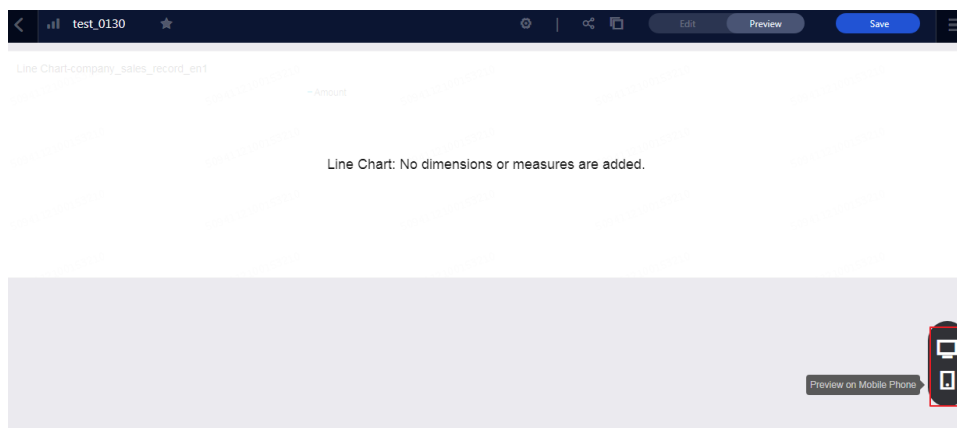 test_0130
Edit
Preview
Save
Line Chart-company_sales_record_en1
Amount
Line Chart: No dimensions or measures are added.
Preview on Mobile Phone